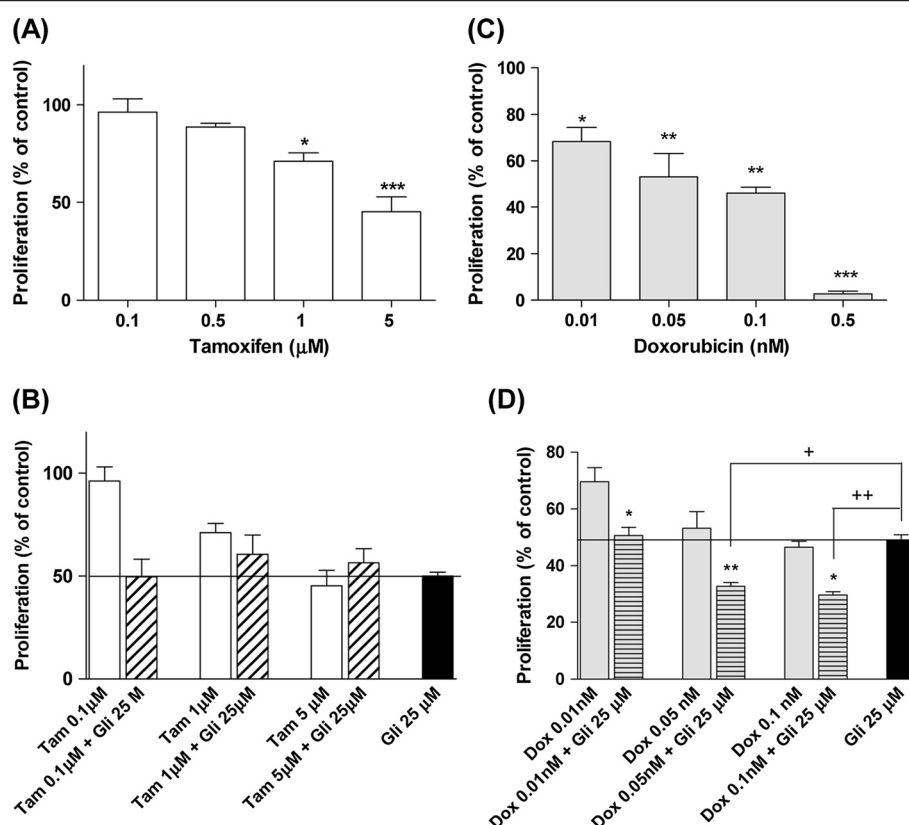 (A)
Proliferation (% of control)
100
50
0
*
***
0.1 0.5 1 5
Tamoxifen (μM)
(C)
Proliferation (% of control)
100
80
60
40
20
0
*
**
**
***
0.01 0.05 0.1 0.5
Doxorubicin (nM)
(B)
Proliferation (% of control)
100
50
0
Tam 0.1μM
Tam 0.1μM + Gli 25 M
Tam 1μM
Tam 1μM + Gli 25μM
Tam 5 μM
Tam 5μM + Gli 25μM
Gli 25 μM
(D)
Proliferation (% of control)
80
60
40
20
0
+
++
*
**
*
Dox 0.01nM
Dox 0.01nM + Gli 25 μM
Dox 0.05 nM
Dox 0.05nM + Gli 25 μM
Dox 0.1 nM
Dox 0.1nM + Gli 25 μM
Gli 25 μM